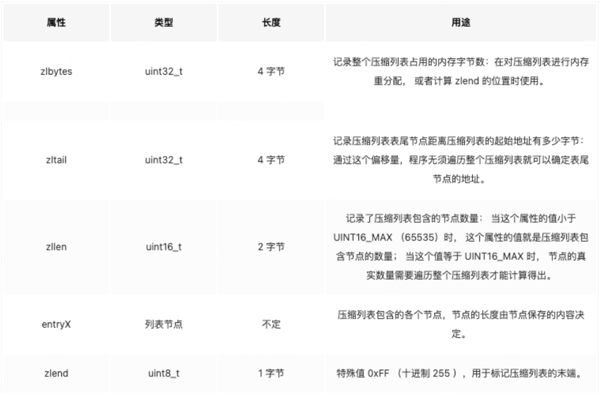 属性 类型 长度 用途
zlbytes uint32_t 4 字节 记录整个压缩列表占用的内存字节数：在对压缩列表进行内存
重分配， 或者计算 zlend 的位置时使用。
zltail uint32_t 4 字节 记录压缩列表表尾节点距离压缩列表的起始地址有多少字节：
通过这个偏移量，程序无须遍历整个压缩列表就可以确定表尾
节点的地址。
zllen uint16_t 2 字节 记录了压缩列表包含的节点数量： 当这个属性的值小于
UINT16_MAX （65535）时， 这个属性的值就是压缩列表包
含节点的数量； 当这个值等于 UINT16_MAX 时， 节点的真
实数量需要遍历整个压缩列表才能计算得出。
entryX 列表节点 不定 压缩列表包含的各个节点，节点的长度由节点保存的内容决
定。
zlend uint8_t 1 字节 特殊值 0xFF （十进制 255 ），用于标记压缩列表的末端。